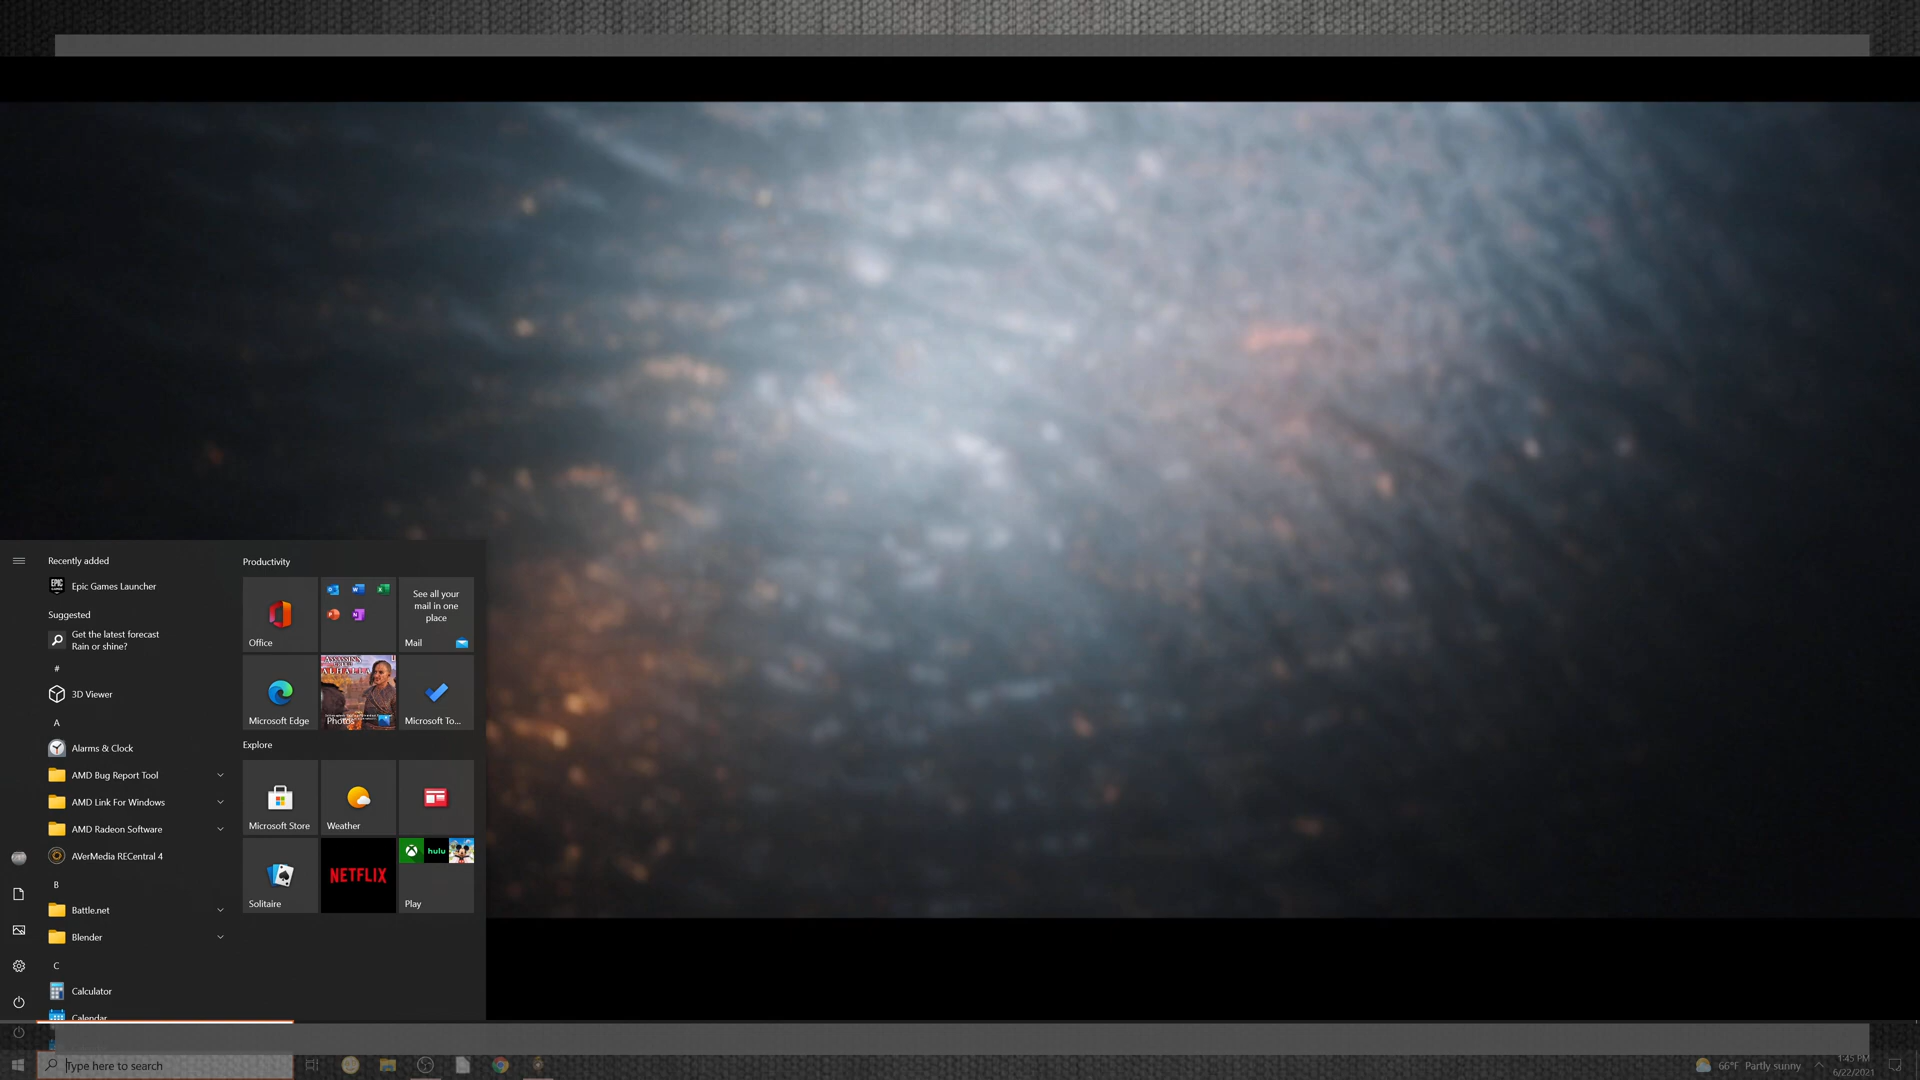 Recently added
Epic Games Launcher
Suggested
Get the latest forecast
Rain or shine?
#
3D Viewer
A
Alarms & Clock
AMD Bug Report Tool
AMD Link For Windows
AMD Radeon Software
AVerMedia RECentral 4
B
Battle.net
Blender
C
Calculator
Calendar
Productivity
Office
See all your
mail in one
place
Mail
Microsoft Edge
Photos
Microsoft To...
Explore
Microsoft Store
Weather
Solitaire
NETFLIX
hulu
Play
Type here to search
66°F Partly sunny
1:45 PM
6/22/2021